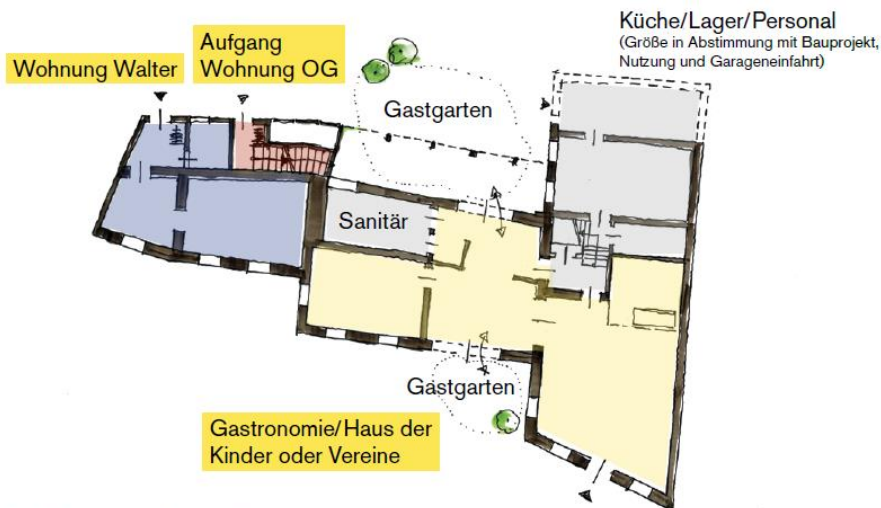 Küche/Lager/Personal
(Größe in Abstimmung mit Bauprojekt,
Nutzung und Garageneinfahrt)
Aufgang
Wohnung OG
Wohnung Walter
Gastgarten
Sanitär
Gastgarten
Gastronomie/Haus der
Kinder oder Vereine